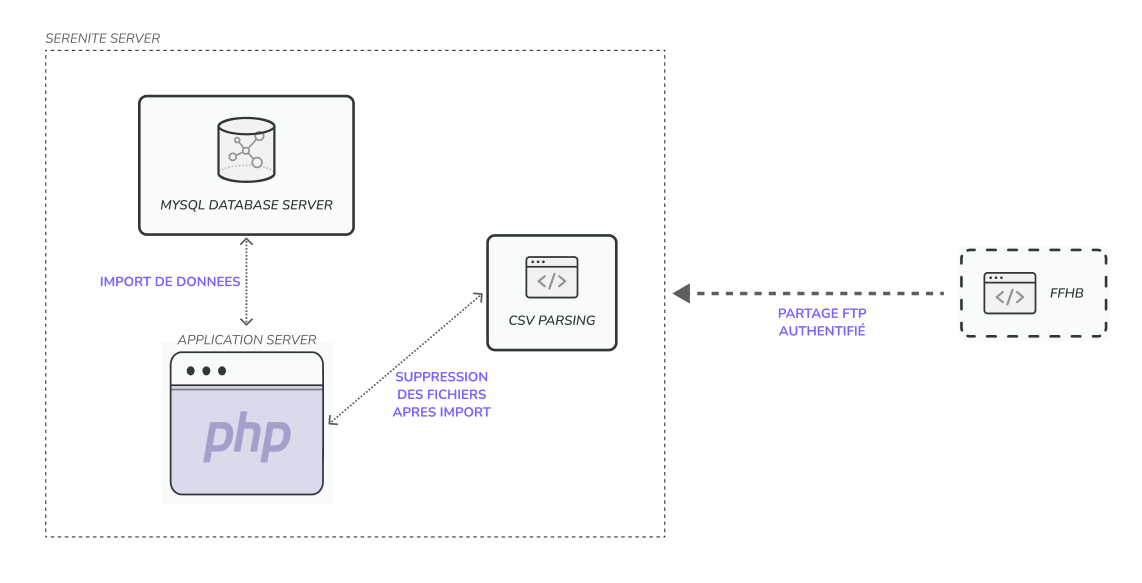 SERENITE SERVER
MYSQL DATABASE SERVER
IMPORT DE DONNEES
</>
CSV PARSING
</>
FFHB
PARTAGE FTP
AUTHENTIFIÉ
APPLICATION SERVER
php
SUPPRESSION
DES FICHIERS
APRES IMPORT